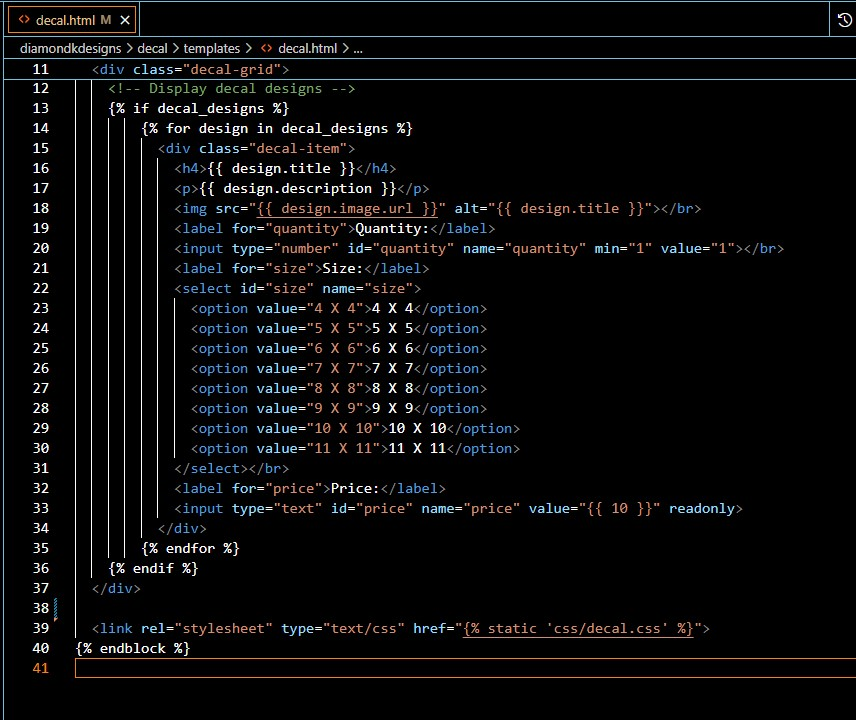 <> decal.html M ×
diamondkdesigns > decal > templates > <> decal.html > ...
11 <div class="decal-grid">
12 <!-- Display decal designs -->
13 {% if decal_designs %}
14 {% for design in decal_designs %}
15 <div class="decal-item">
16 <h4>{{ design.title }}</h4>
17 <p>{{ design.description }}</p>
18 <img src="{{ design.image.url }}" alt="{{ design.title }}"></br>
19 <label for="quantity">Quantity:</label>
20 <input type="number" id="quantity" name="quantity" min="1" value="1"></br>
21 <label for="size">Size:</label>
22 <select id="size" name="size">
23 <option value="4 X 4">4 X 4</option>
24 <option value="5 X 5">5 X 5</option>
25 <option value="6 X 6">6 X 6</option>
26 <option value="7 X 7">7 X 7</option>
27 <option value="8 X 8">8 X 8</option>
28 <option value="9 X 9">9 X 9</option>
29 <option value="10 X 10">10 X 10</option>
30 <option value="11 X 11">11 X 11</option>
31 </select></br>
32 <label for="price">Price:</label>
33 <input type="text" id="price" name="price" value="{{ 10 }}" readonly>
34 </div>
35 {% endfor %}
36 {% endif %}
37 </div>
38
39 <link rel="stylesheet" type="text/css" href="{% static 'css/decal.css' %}">
40 {% endblock %}
41